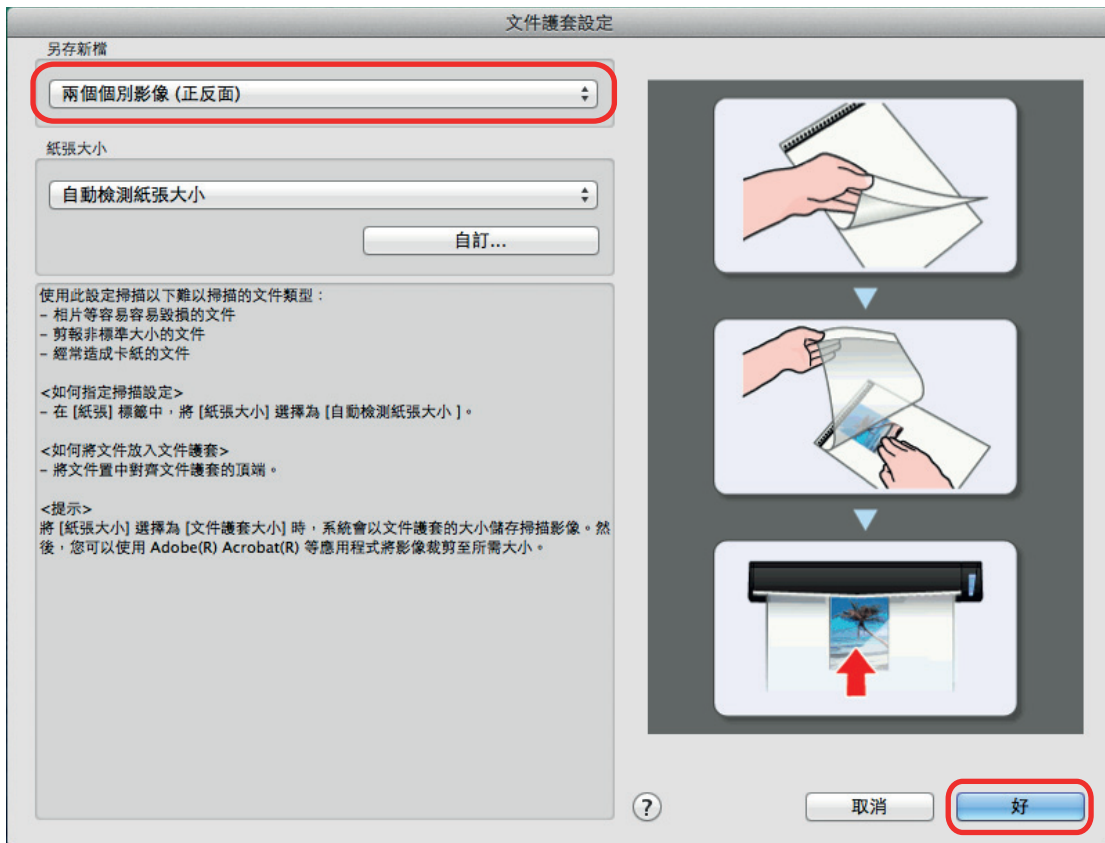 文件護套設定
另存新檔
兩個個別影像 (正反面)
紙張大小
自動檢測紙張大小
自訂...
使用此設定掃描以下難以掃描的文件類型：
– 相片等容易容易毀損的文件
– 剪報非標準大小的文件
– 經常造成卡紙的文件
<如何指定掃描設定>
– 在 [紙張] 標籤中，將 [紙張大小] 選擇為 [自動檢測紙張大小 ]。
<如何將文件放入文件護套>
– 將文件置中對齊文件護套的頂端。
<提示>
將 [紙張大小] 選擇為 [文件護套大小] 時，系統會以文件護套的大小儲存掃描影像。然
後，您可以使用 Adobe(R) Acrobat(R) 等應用程式將影像裁剪至所需大小。
?
取消
好